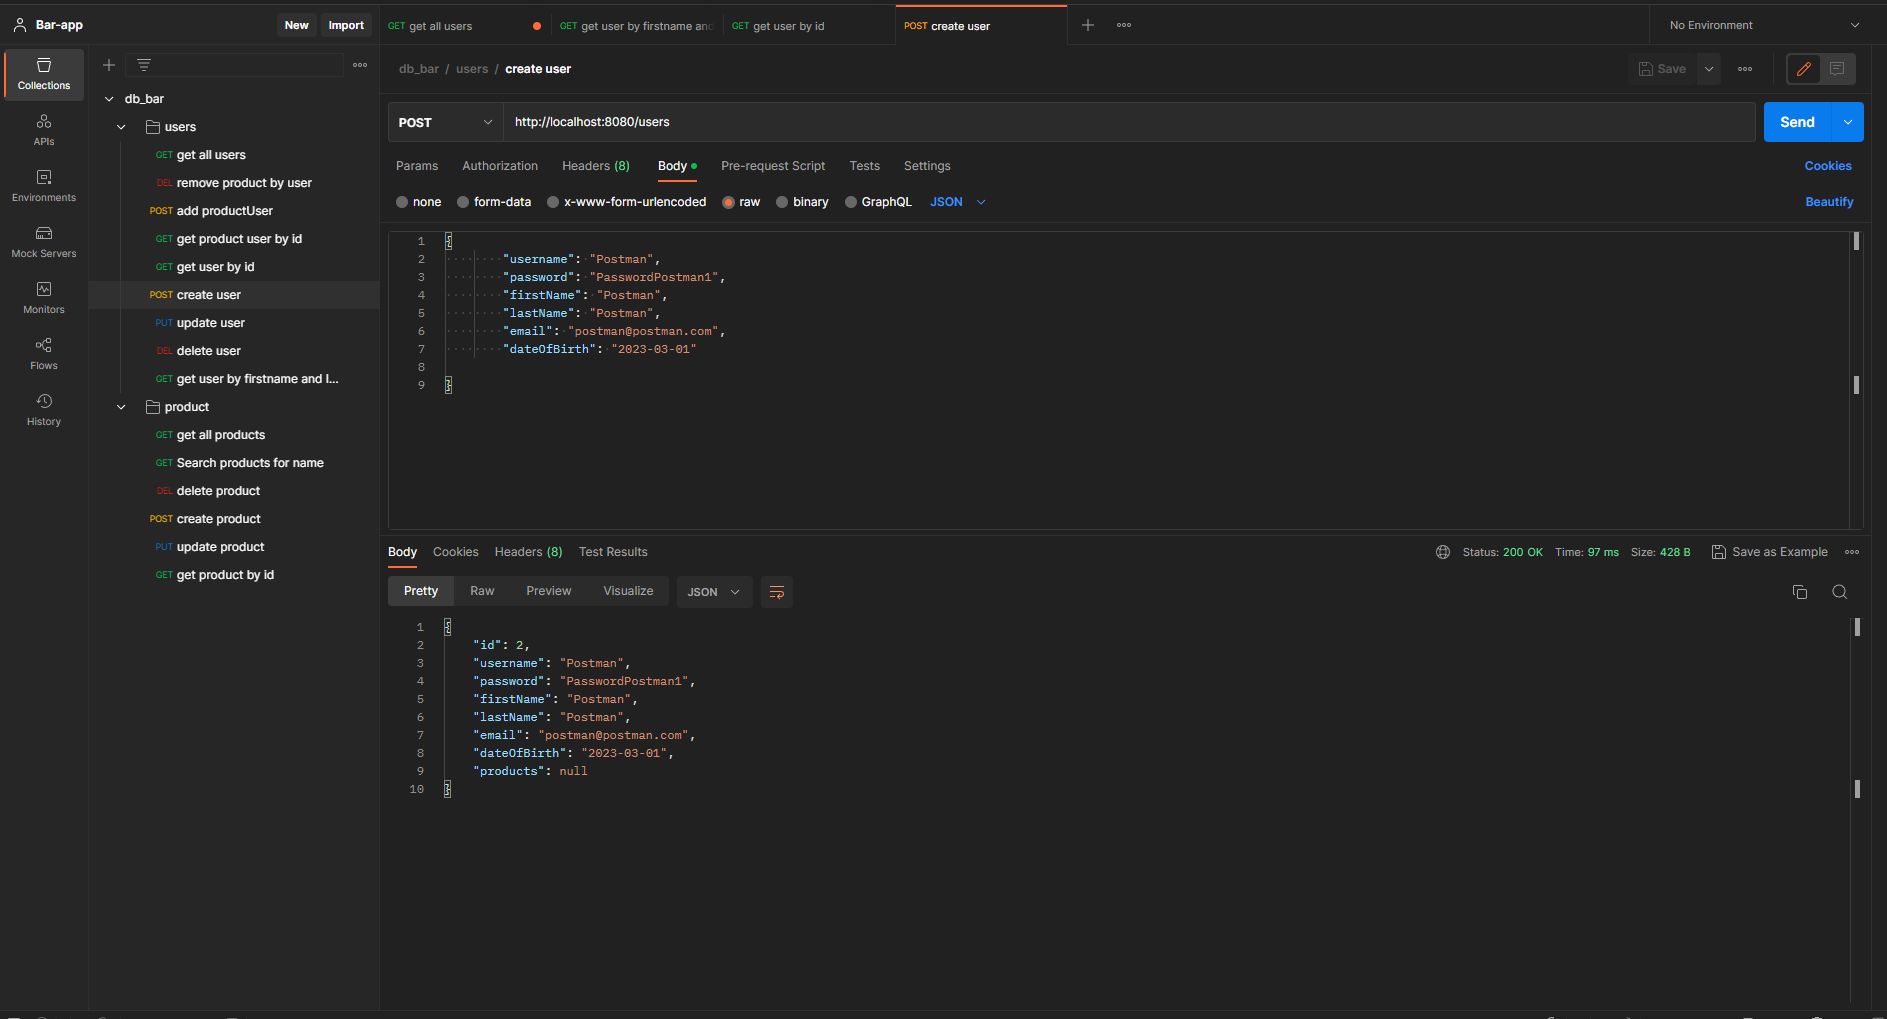 Bar-app
New
Import
GET get all users
GET get user by firstname and
GET get user by id
POST create user
No Environment
Collections
APIs
Environments
Mock Servers
Monitors
Flows
History
db_bar
users
GET get all users
DEL remove product by user
POST add productUser
GET get product user by id
GET get user by id
POST create user
PUT update user
DEL delete user
GET get user by firstname and l...
product
GET get all products
GET Search products for name
DEL delete product
POST create product
PUT update product
GET get product by id
db_bar / users / create user
Save
POST
http://localhost:8080/users
Send
Params Authorization Headers (8) Body Pre-request Script Tests Settings
Cookies
none form-data x-www-form-urlencoded raw binary GraphQL JSON
Beautify
1 {
2 "username": "Postman",
3 "password": "PasswordPostman1",
4 "firstName": "Postman",
5 "lastName": "Postman",
6 "email": "postman@postman.com",
7 "dateOfBirth": "2023-03-01"
8
9 }
Body Cookies Headers (8) Test Results
Status: 200 OK Time: 97 ms Size: 428 B Save as Example
Pretty Raw Preview Visualize JSON
1 {
2 "id": 2,
3 "username": "Postman",
4 "password": "PasswordPostman1",
5 "firstName": "Postman",
6 "lastName": "Postman",
7 "email": "postman@postman.com",
8 "dateOfBirth": "2023-03-01",
9 "products": null
10 }